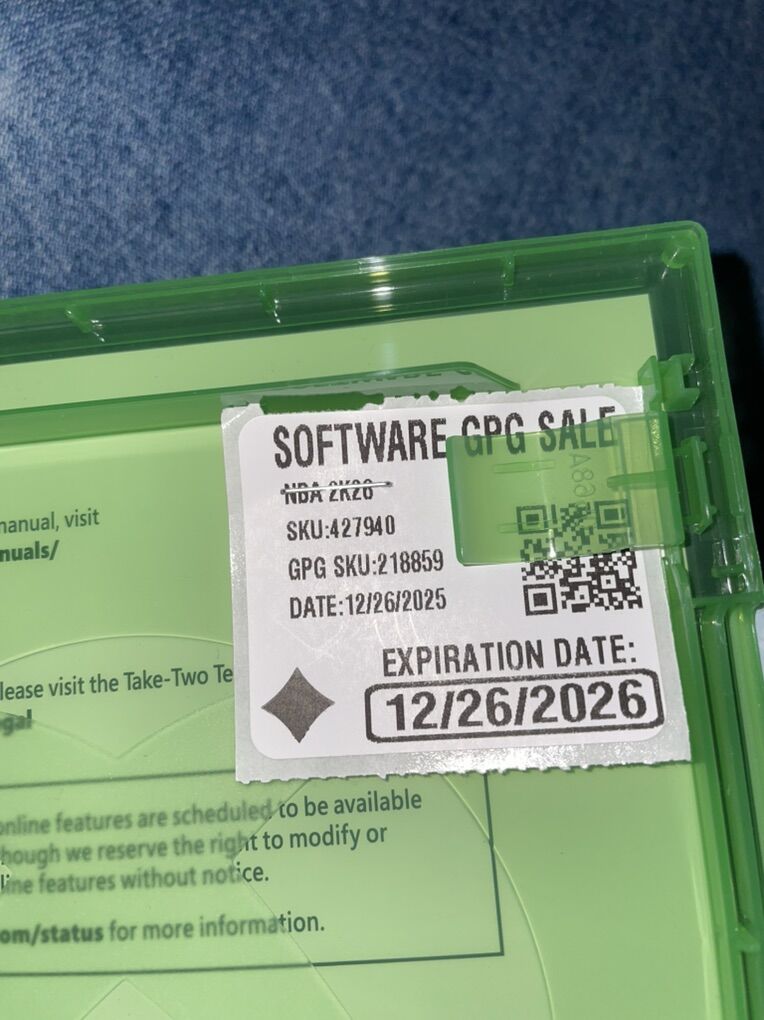 SOFTWARE GPG SALE
NBA 2K26
SKU:427940
GPG SKU:218859
DATE:12/26/2025
EXPIRATION DATE:
12/26/2026
manual, visit
nuals/
lease visit the Take-Two Te
gal
online features are scheduled to be available
hough we reserve the right to modify or
line features without notice.
om/status for more information.